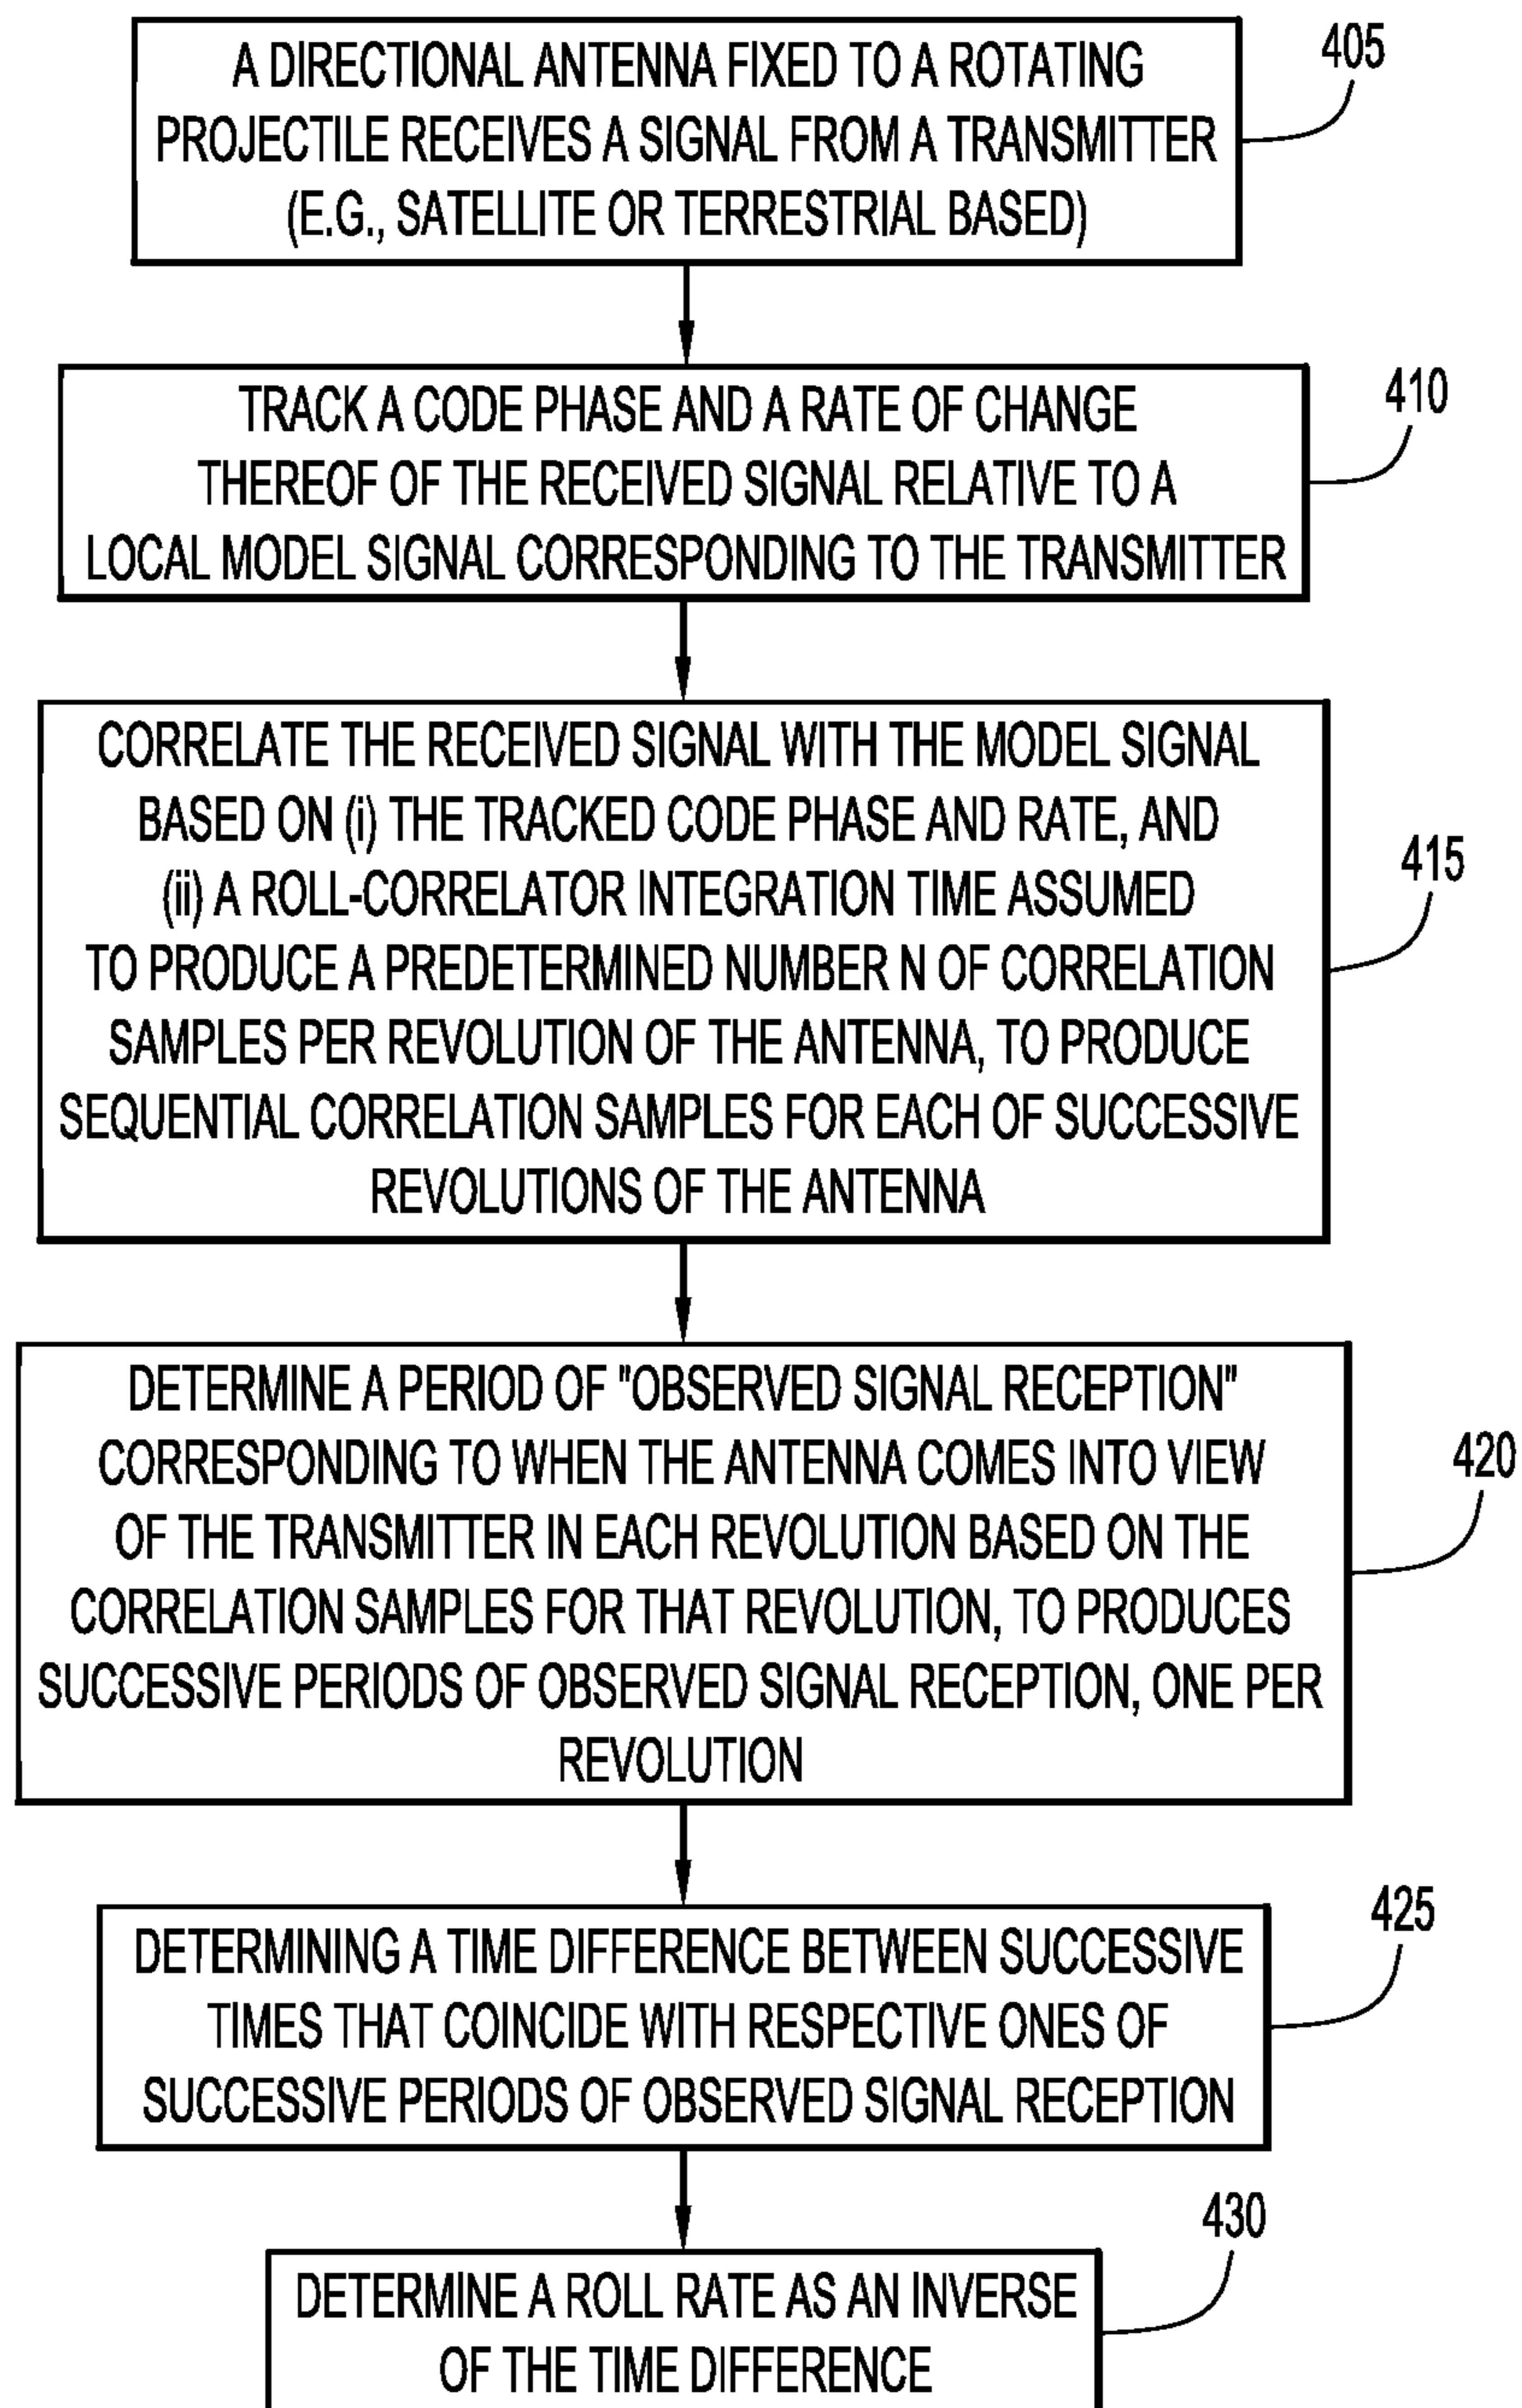 A DIRECTIONAL ANTENNA FIXED TO A ROTATING
PROJECTILE RECEIVES A SIGNAL FROM A TRANSMITTER
(E.G., SATELLITE OR TERRESTRIAL BASED)
405
TRACK A CODE PHASE AND A RATE OF CHANGE
THEREOF OF THE RECEIVED SIGNAL RELATIVE TO A
LOCAL MODEL SIGNAL CORRESPONDING TO THE TRANSMITTER
410
CORRELATE THE RECEIVED SIGNAL WITH THE MODEL SIGNAL
BASED ON (i) THE TRACKED CODE PHASE AND RATE, AND
(ii) A ROLL-CORRELATOR INTEGRATION TIME ASSUMED
TO PRODUCE A PREDETERMINED NUMBER N OF CORRELATION
SAMPLES PER REVOLUTION OF THE ANTENNA, TO PRODUCE
SEQUENTIAL CORRELATION SAMPLES FOR EACH OF SUCCESSIVE
REVOLUTIONS OF THE ANTENNA
415
DETERMINE A PERIOD OF "OBSERVED SIGNAL RECEPTION"
CORRESPONDING TO WHEN THE ANTENNA COMES INTO VIEW
OF THE TRANSMITTER IN EACH REVOLUTION BASED ON THE
CORRELATION SAMPLES FOR THAT REVOLUTION, TO PRODUCES
SUCCESSIVE PERIODS OF OBSERVED SIGNAL RECEPTION, ONE PER
REVOLUTION
420
DETERMINING A TIME DIFFERENCE BETWEEN SUCCESSIVE
TIMES THAT COINCIDE WITH RESPECTIVE ONES OF
SUCCESSIVE PERIODS OF OBSERVED SIGNAL RECEPTION
425
DETERMINE A ROLL RATE AS AN INVERSE
OF THE TIME DIFFERENCE
430